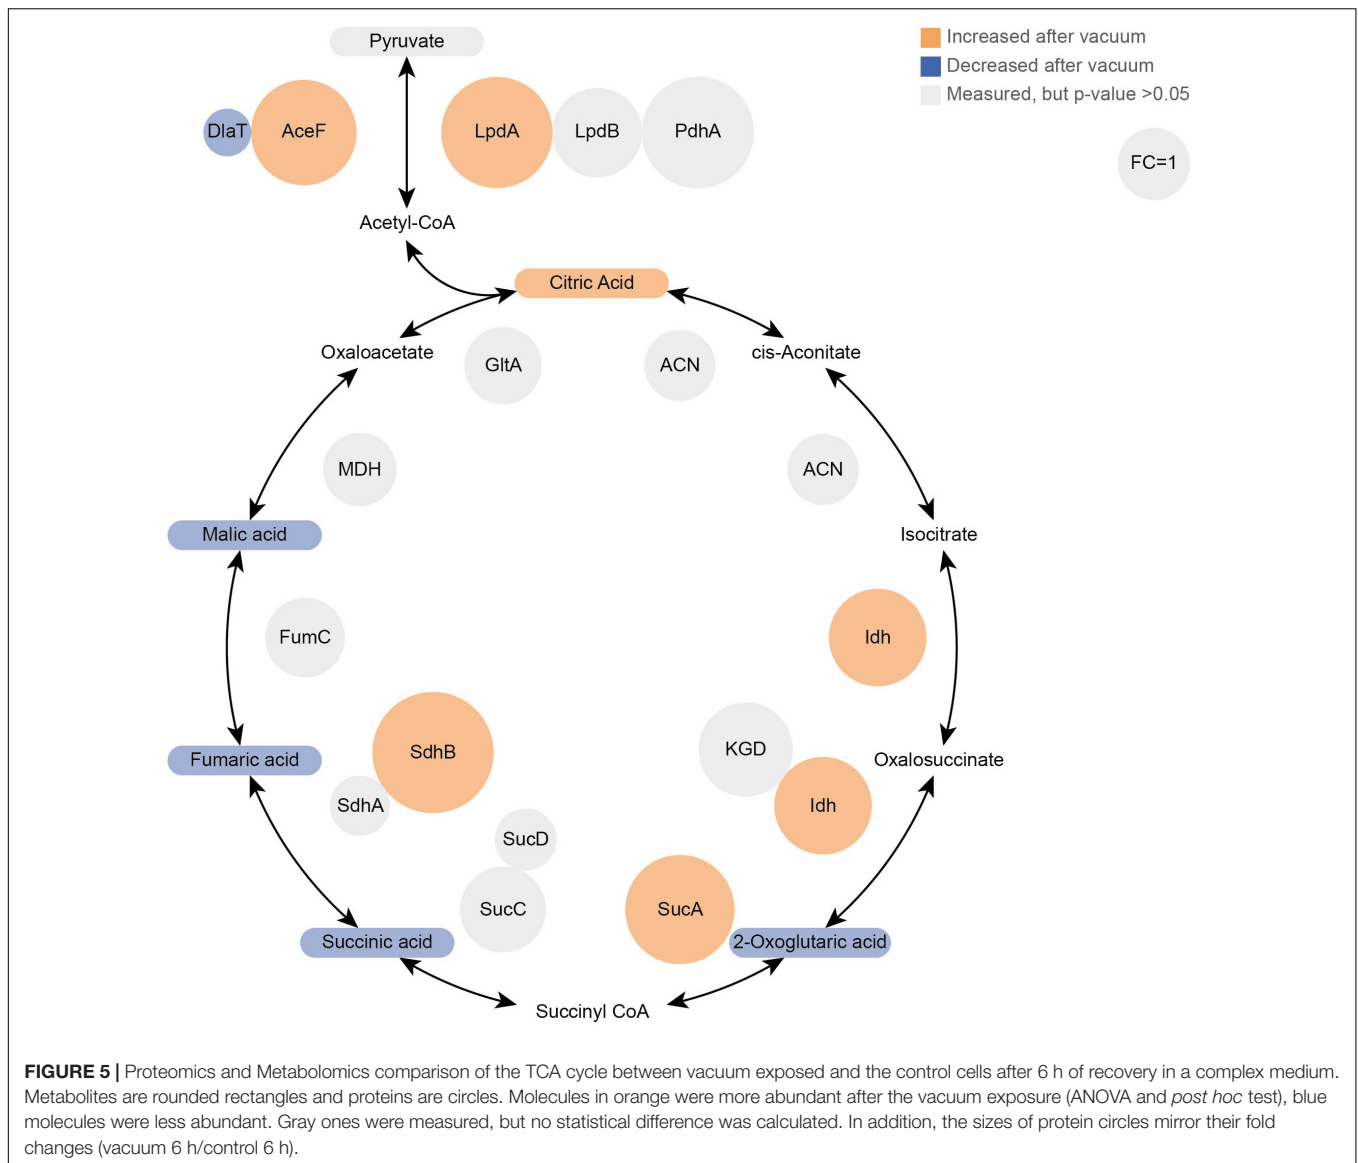 Pyruvate
Increased after vacuum
Decreased after vacuum
Measured, but p-value >0.05
DlaT
AceF
LpdA
LpdB
PdhA
FC=1
Acetyl-CoA
Citric Acid
Oxaloacetate
GltA
ACN
cis-Aconitate
MDH
ACN
Malic acid
Isocitrate
FumC
Idh
Fumaric acid
SdhB
KGD
Oxalosuccinate
SdhA
Idh
SucD
SucC
SucA
Succinic acid
2-Oxoglutaric acid
Succinyl CoA
FIGURE 5 | Proteomics and Metabolomics comparison of the TCA cycle between vacuum exposed and the control cells after 6 h of recovery in a complex medium.
Metabolites are rounded rectangles and proteins are circles. Molecules in orange were more abundant after the vacuum exposure (ANOVA and post hoc test), blue
molecules were less abundant. Gray ones were measured, but no statistical difference was calculated. In addition, the sizes of protein circles mirror their fold
changes (vacuum 6 h/control 6 h).